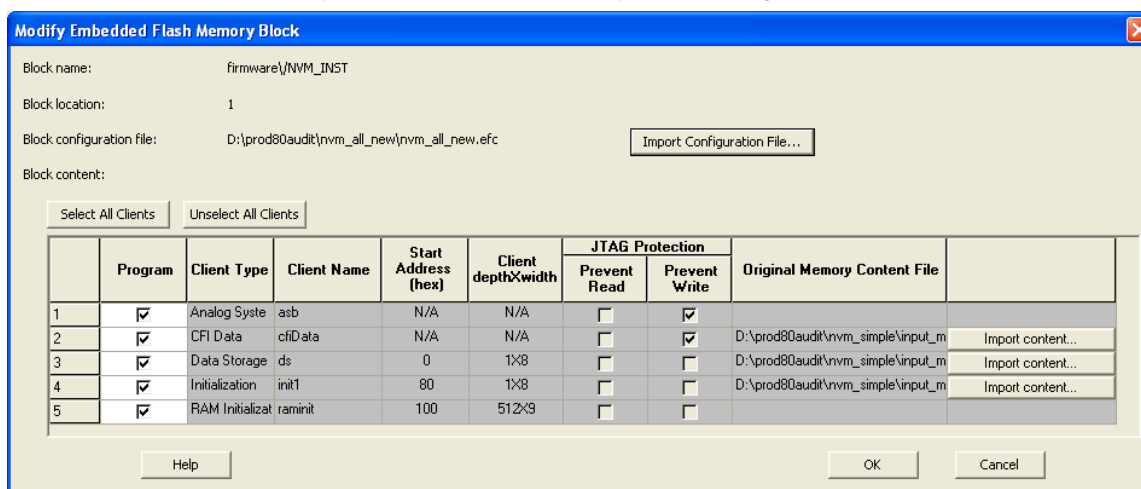 Modify Embedded Flash Memory Block
Block name: firmware\/NVM_INST
Block location: 1
Block configuration file: D:\prod80audit\nvm_all_new\nvm_all_new.efc Import Configuration File...
Block content:
Select All Clients Unselect All Clients
Program Client Type Client Name Start Address (hex) Client depthXwidth JTAG Protection Prevent Read Prevent Write Original Memory Content File
1 Analog Syste asb N/A N/A
2 CFI Data cfiData N/A N/A D:\prod80audit\nvm_simple\input_m Import content...
3 Data Storage ds 0 1X8 D:\prod80audit\nvm_simple\input_m Import content...
4 Initialization init1 80 1X8 D:\prod80audit\nvm_simple\input_m Import content...
5 RAM Initializat raminit 100 512X9
Help OK Cancel